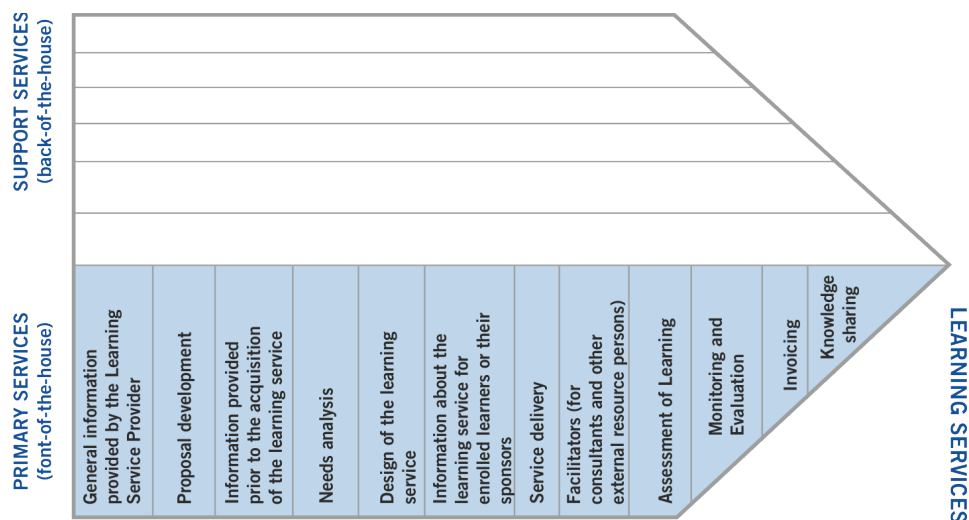 SUPPORT SERVICES
(back-of-the-house)
PRIMARY SERVICES
(font-of-the-house)
General information
provided by the Learning
Service Provider
Proposal development
Information provided
prior to the acquisition
of the learning service
Needs analysis
Design of the learning
service
Information about the
learning service for
enrolled learners or their
sponsors
Service delivery
Facilitators (for
consultants and other
external resource persons)
Assessment of Learning
Monitoring and
Evaluation
Invoicing
Knowledge
sharing
LEARNING SERVICES